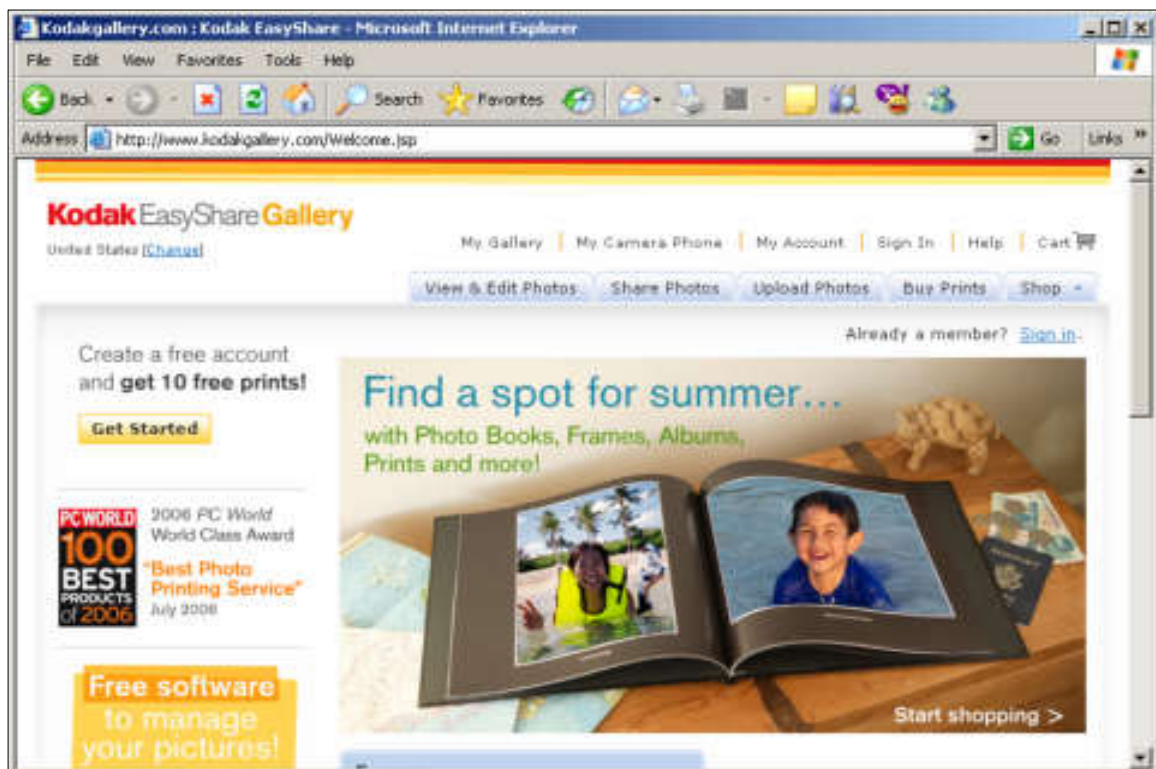 Kodakgallery.com : Kodak EasyShare - Microsoft Internet Explorer
File Edit View Favorites Tools Help
Back Search Favorites
Address http://www.kodakgallery.com/Welcome.jsp Go Links »
Kodak EasyShare Gallery
United States [Change]
My Gallery | My Camera Phone | My Account | Sign In | Help | Cart
View & Edit Photos Share Photos Upload Photos Buy Prints Shop
Already a member? Sign in.
Create a free account
and get 10 free prints!
Get Started
Find a spot for summer...
with Photo Books, Frames, Albums,
Prints and more!
PC WORLD
100
BEST
PRODUCTS
of 2006
2006 PC World
World Class Award
"Best Photo
Printing Service"
July 2006
Free software
to manage
your pictures!
Start shopping >